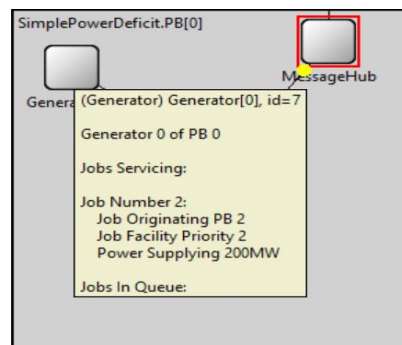 SimplePowerDeficit.PB[0]
MessageHub
Genera
(Generator) Generator[0], id=7
Generator 0 of PB 0
Jobs Servicing:
Job Number 2:
Job Originating PB 2
Job Facility Priority 2
Power Supplying 200MW
Jobs In Queue: